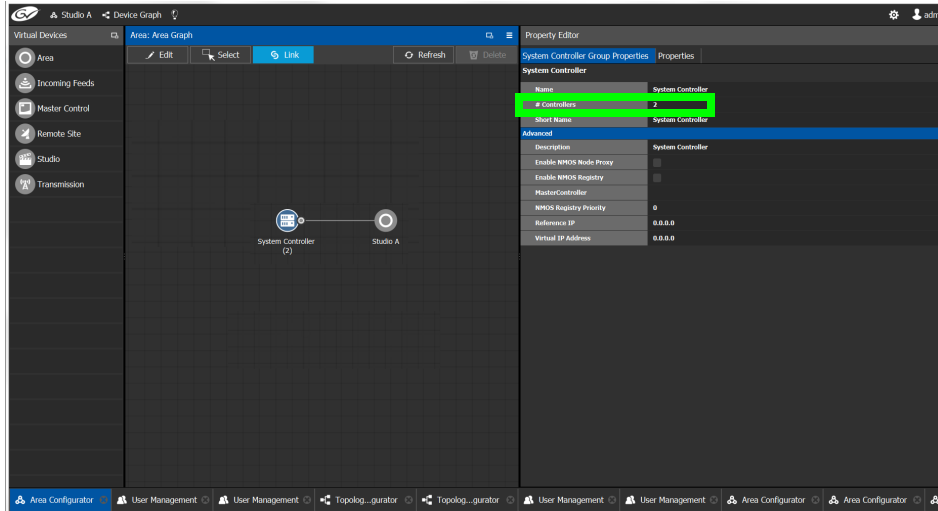 GV Studio A Device Graph adm
Virtual Devices
Area
Incoming Feeds
Master Control
Remote Site
Studio
Transmission
Area: Area Graph
Edit Select Link Refresh Delete
System Controller
(2)
Studio A
Property Editor
System Controller Group Properties Properties
System Controller
Name System Controller
# Controllers 2
Short Name System Controller
Advanced
Description System Controller
Enable NMOS Node Proxy
Enable NMOS Registry
MasterController
NMOS Registry Priority 0
Reference IP 0.0.0.0
Virtual IP Address 0.0.0.0
Area Configurator User Management User Management Topolog...gurator Topolog...gurator User Management User Management Area Configurator Area Configurator